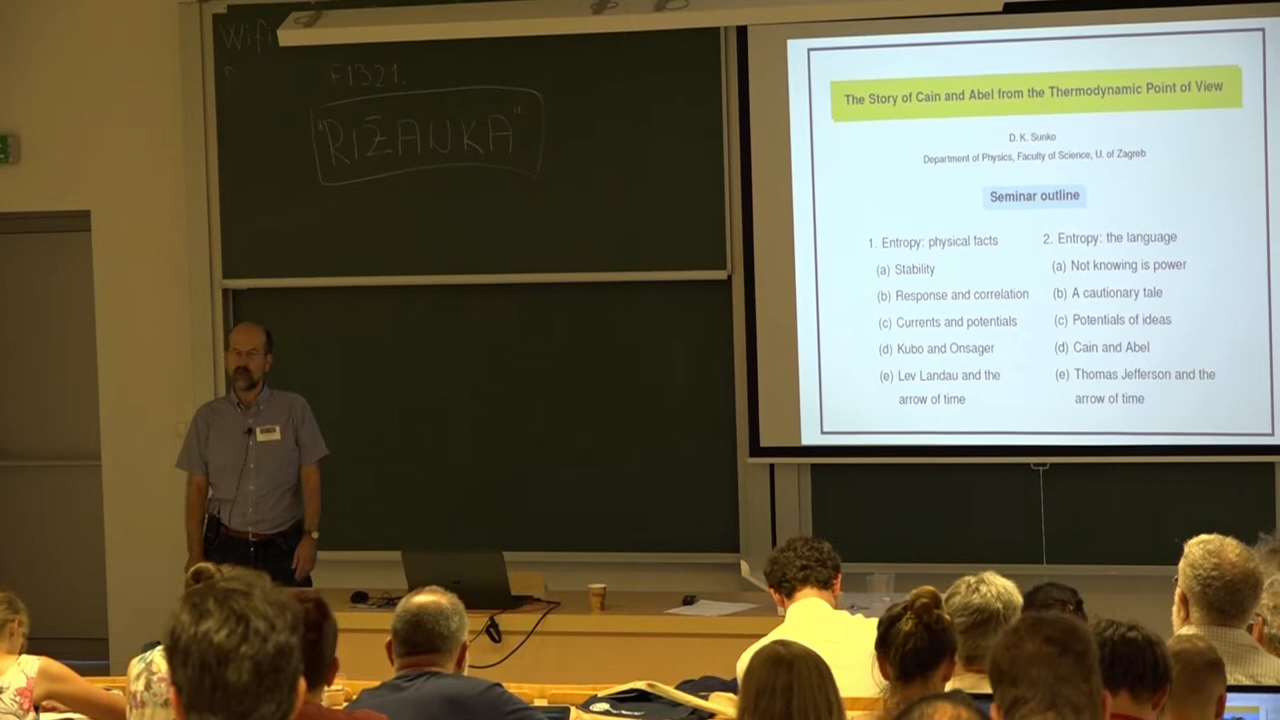 Wifi
F1321.
"RIŽAUKA"
The Story of Cain and Abel from the Thermodynamic Point of View
D. K. Sunko
Department of Physics, Faculty of Science, U. of Zagreb
Seminar outline
1. Entropy: physical facts
(a) Stability
(b) Response and correlation
(c) Currents and potentials
(d) Kubo and Onsager
(e) Lev Landau and the
arrow of time
2. Entropy: the language
(a) Not knowing is power
(b) A cautionary tale
(c) Potentials of ideas
(d) Cain and Abel
(e) Thomas Jefferson and the
arrow of time